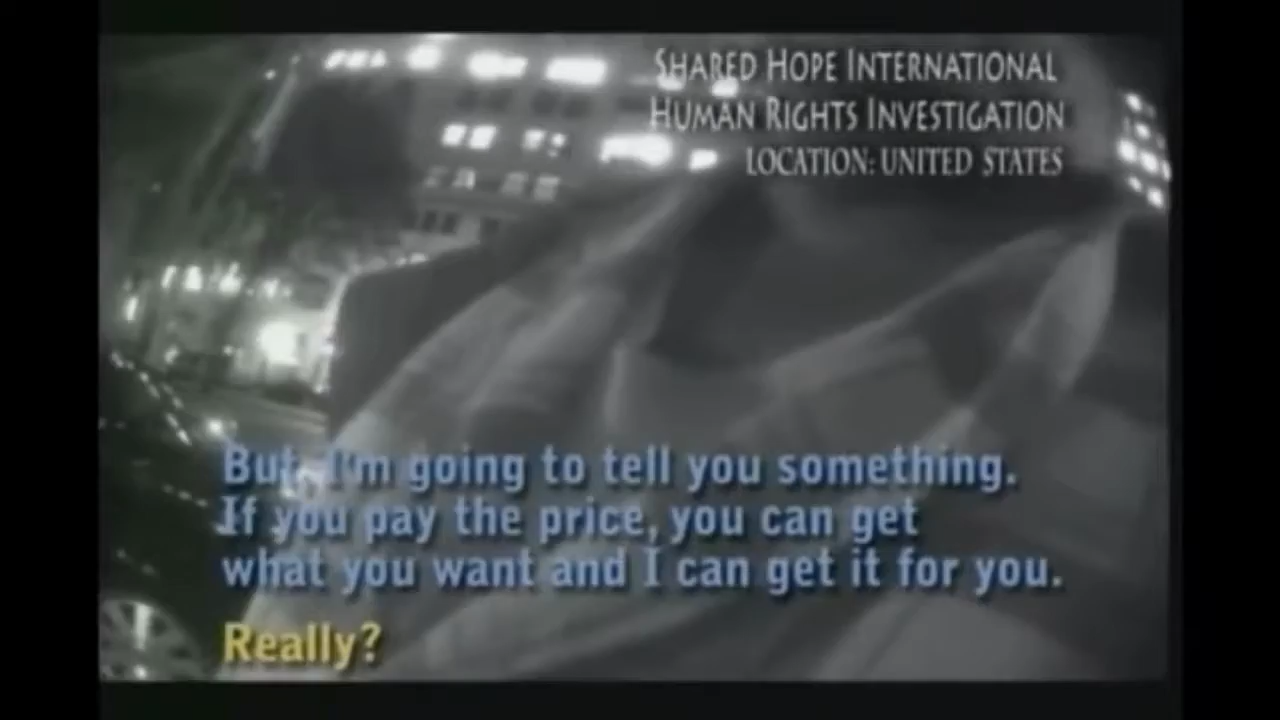 SHARED HOPE INTERNATIONAL
HUMAN RIGHTS INVESTIGATION
LOCATION: UNITED STATES
But, I'm going to tell you something.
If you pay the price, you can get
what you want and I can get it for you.
Really?